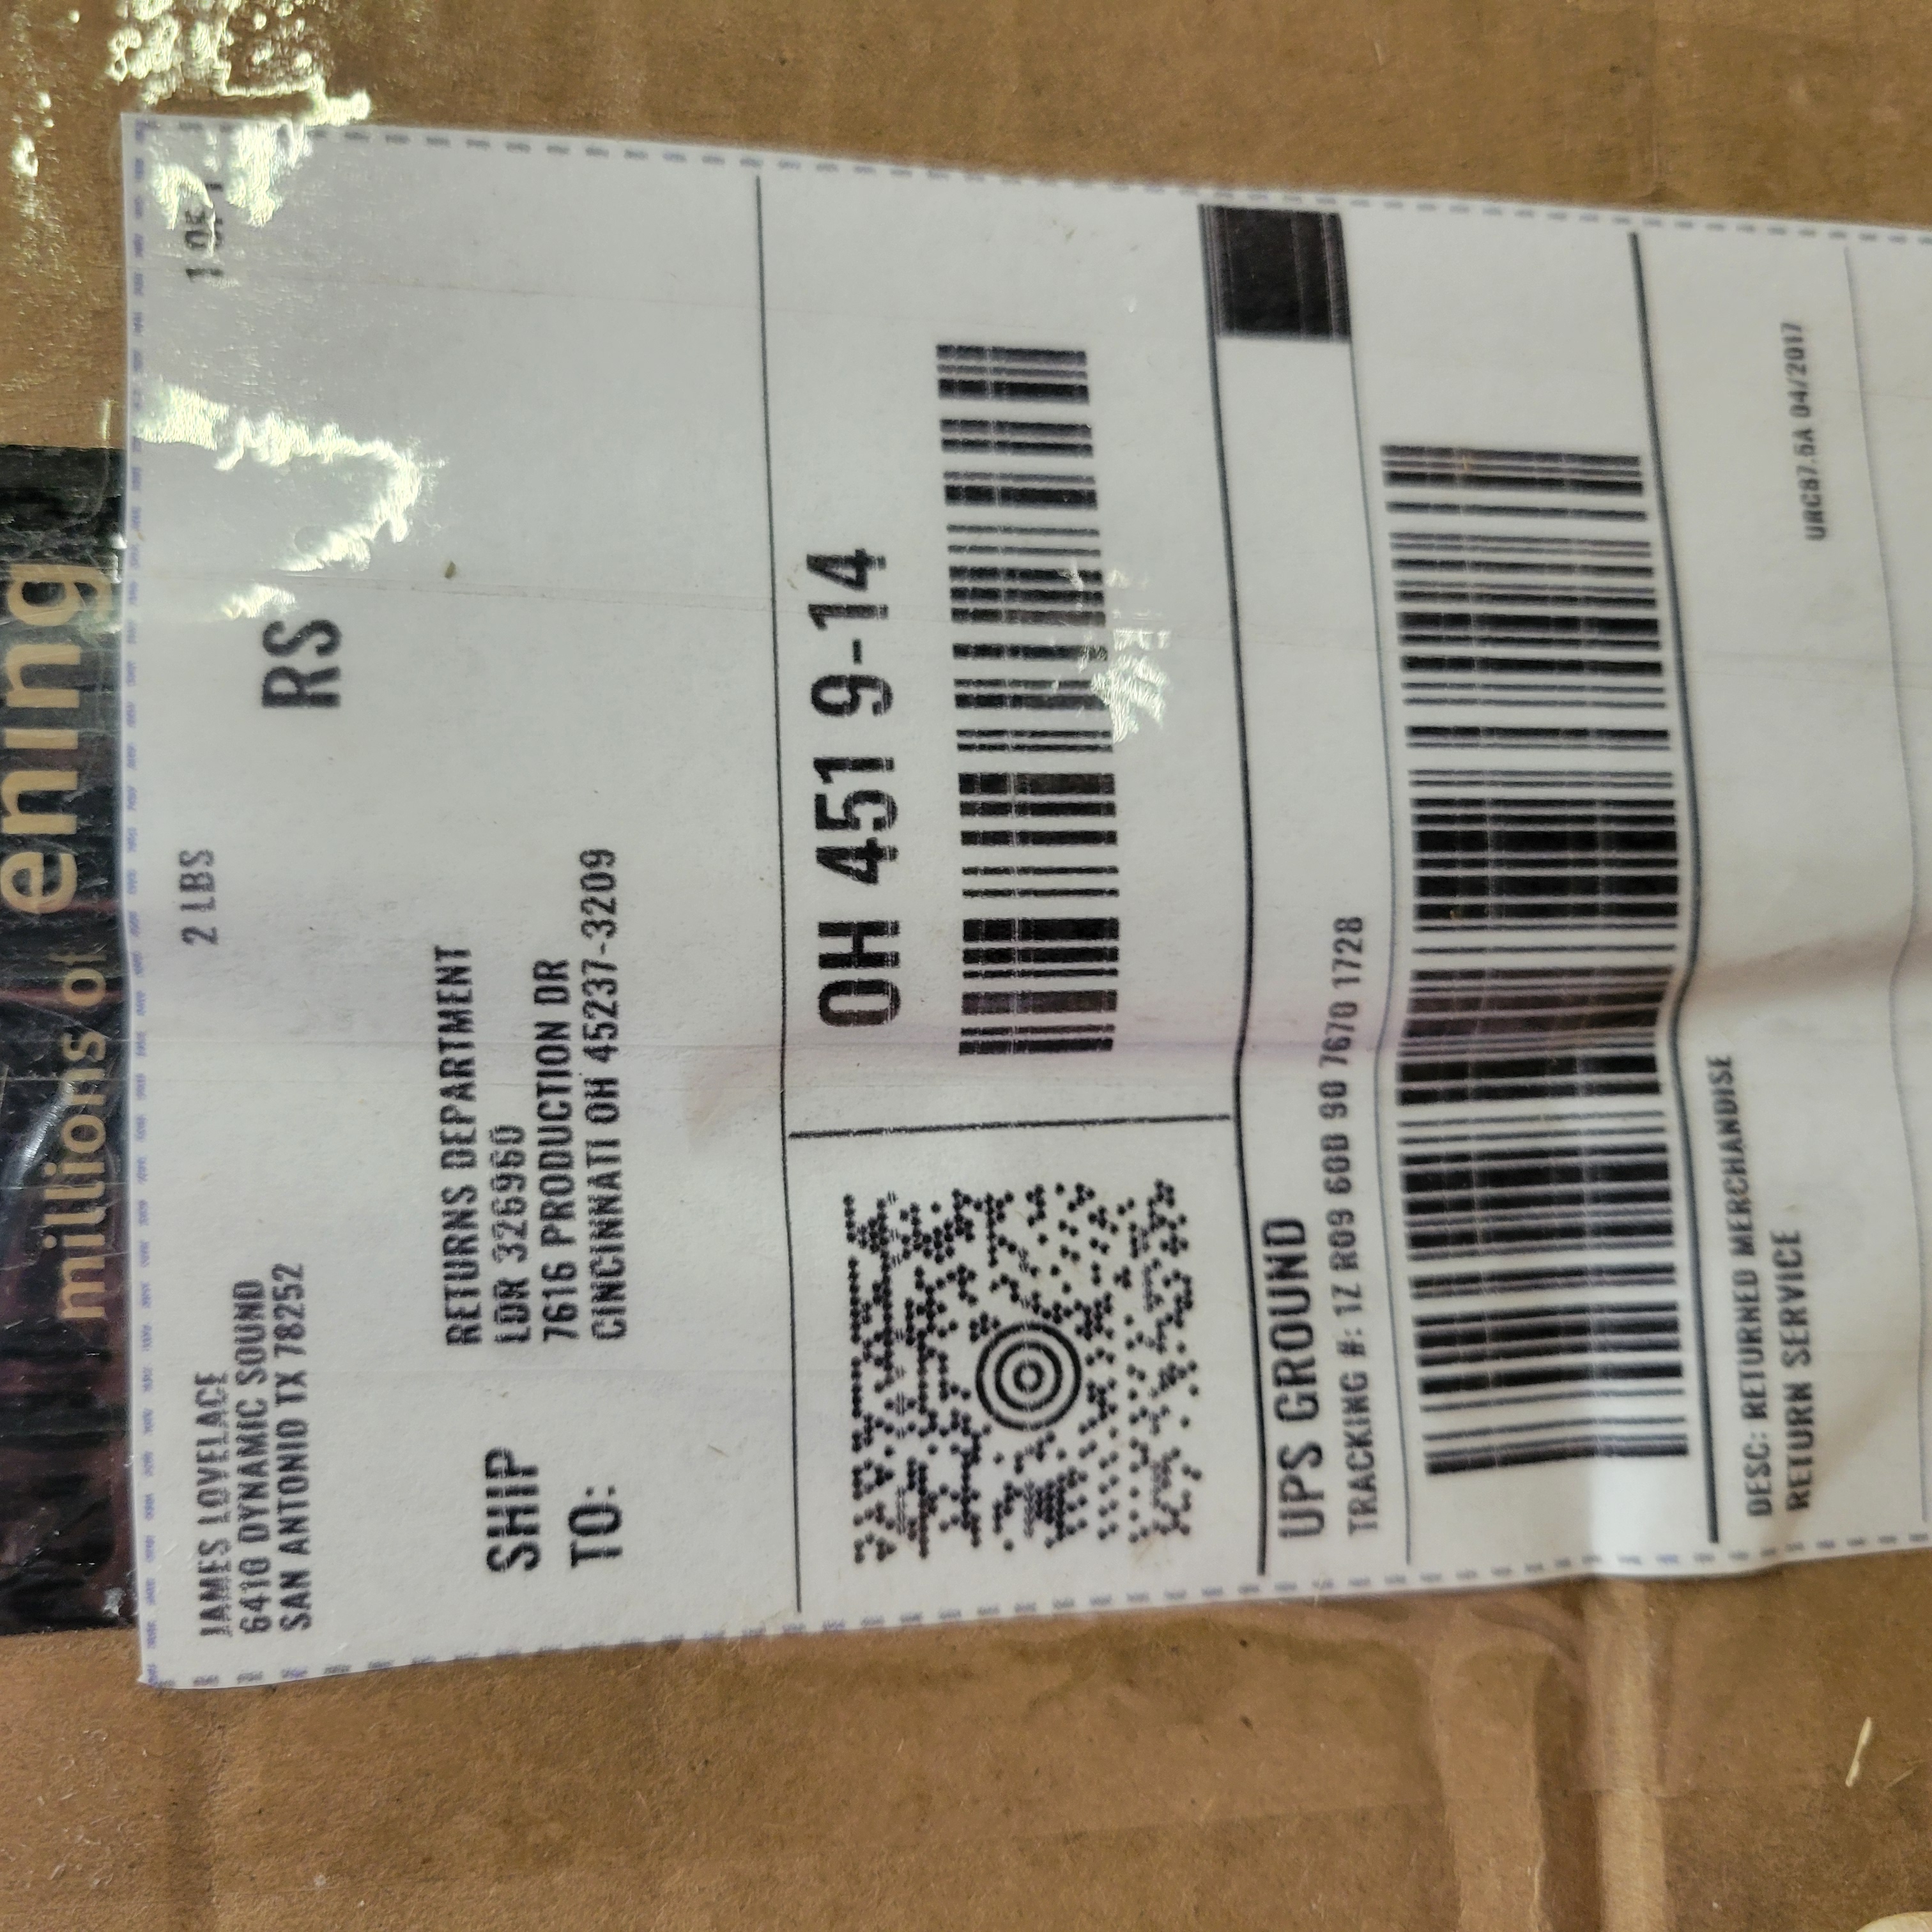 millions of
ening
JAMES LOVELACE
6410 DYNAMIC SOUND
SAN ANTONIO TX 78252
2 LBS
1 OF 1
RS
SHIP
TO:
RETURNS DEPARTMENT
LDR 326960
7616 PRODUCTION DR
CINCINNATI OH 45237-3209
OH 451 9-14
UPS GROUND
TRACKING #: 1Z R09 60D 90 7670 1728
DESC: RETURNED MERCHANDISE
RETURN SERVICE
URC87.5A 04/2017